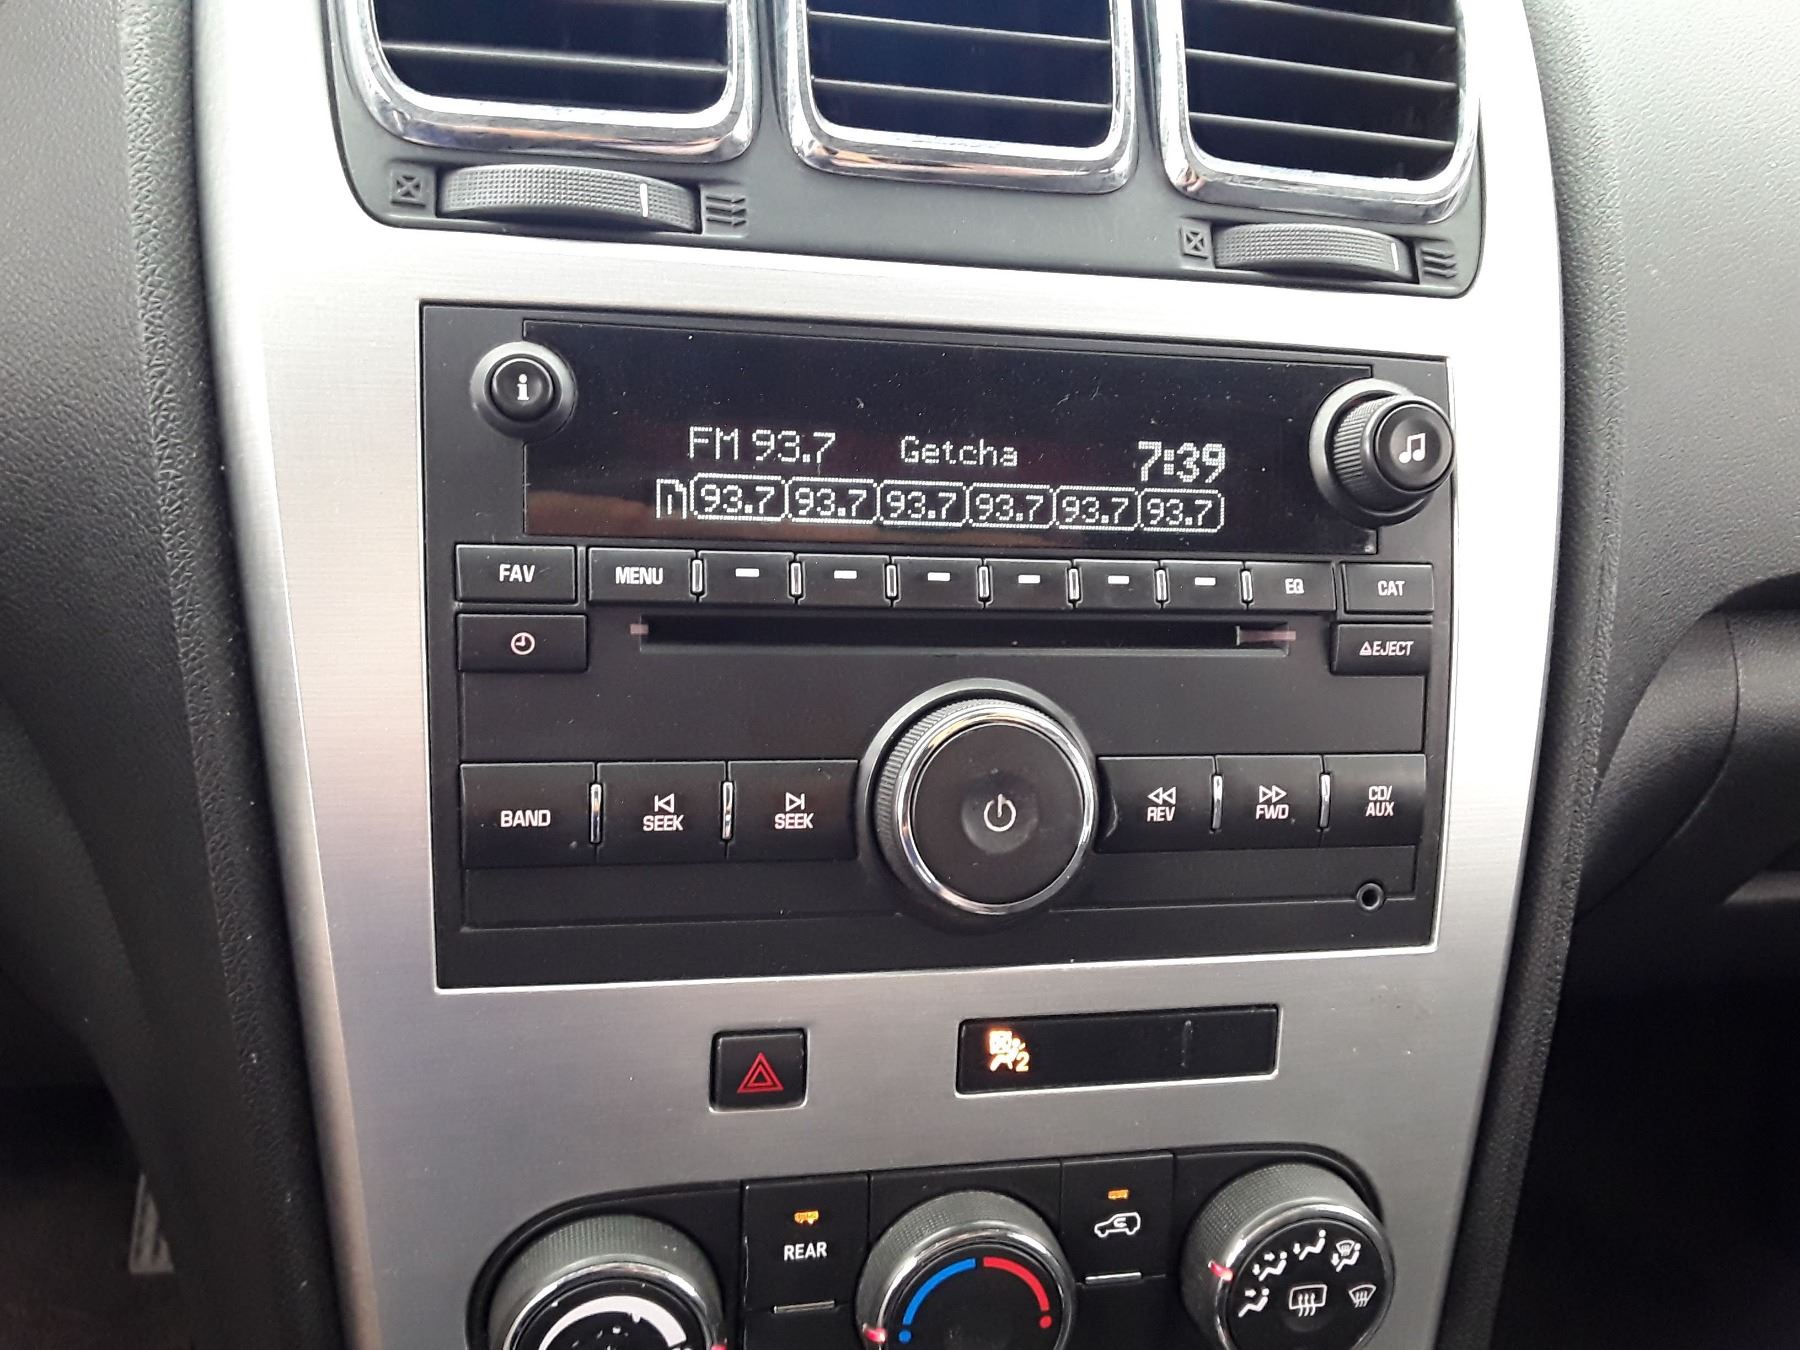 i
FM 93.7 Getcha 7:39
93.7 93.7 93.7 93.7 93.7 93.7
FAV MENU EQ CAT
EJECT
BAND SEEK SEEK REV FWD CD/
AUX
2
REAR